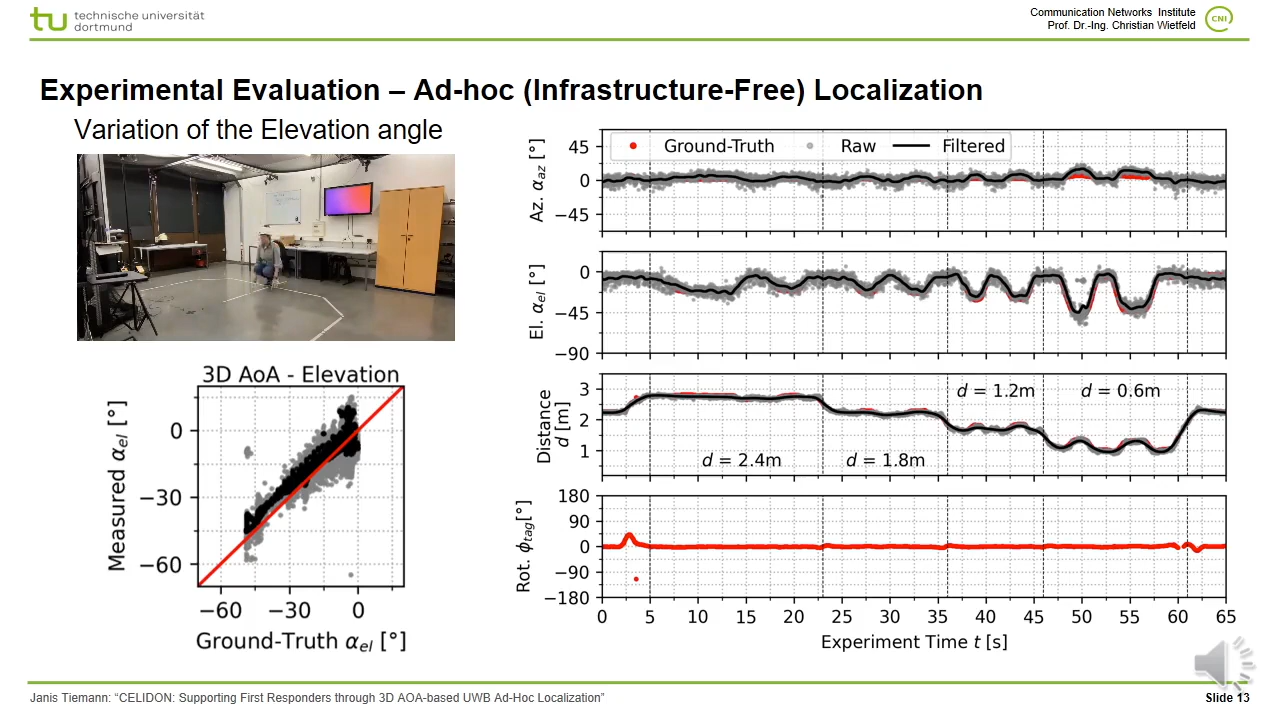 technische universität
dortmund
Communication Networks Institute
Prof. Dr.-Ing. Christian Wietfeld
CNI
Experimental Evaluation – Ad-hoc (Infrastructure-Free) Localization
Variation of the Elevation angle
3D AoA - Elevation
Measured αel [°]
0
−30
−60
−60 −30 0
Ground-Truth αel [°]
Ground-Truth Raw Filtered
Az. αaz [°]
45
0
−45
El. αel [°]
0
−45
−90
Distance
d [m]
3
2
1
d = 2.4m
d = 1.8m
d = 1.2m
d = 0.6m
Rot. ϕtag[°]
180
90
0
−90
−180
0 5 10 15 20 25 30 35 40 45 50 55 60 65
Experiment Time t [s]
Janis Tiemann: “CELIDON: Supporting First Responders through 3D AOA-based UWB Ad-Hoc Localization”
Slide 13